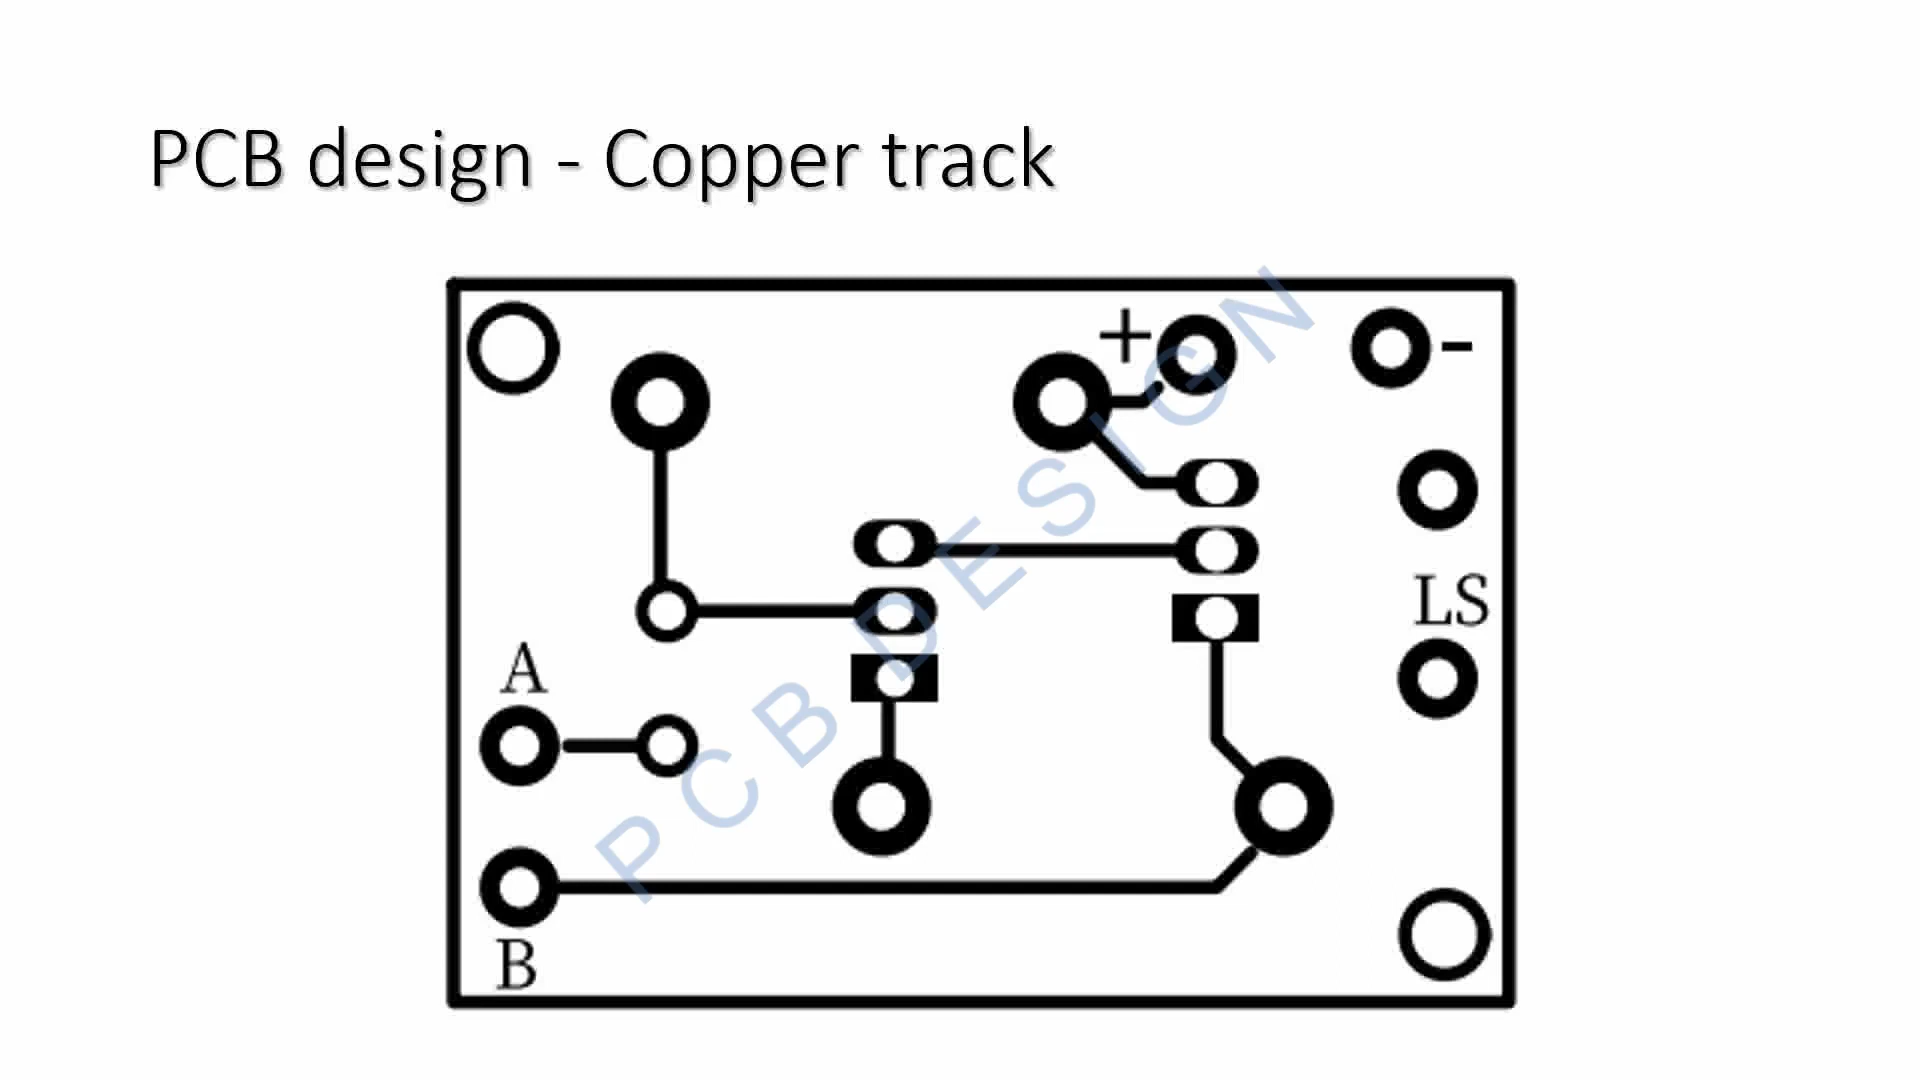 PCB design - Copper track
+
-
LS
A
B
PCB DESIGN